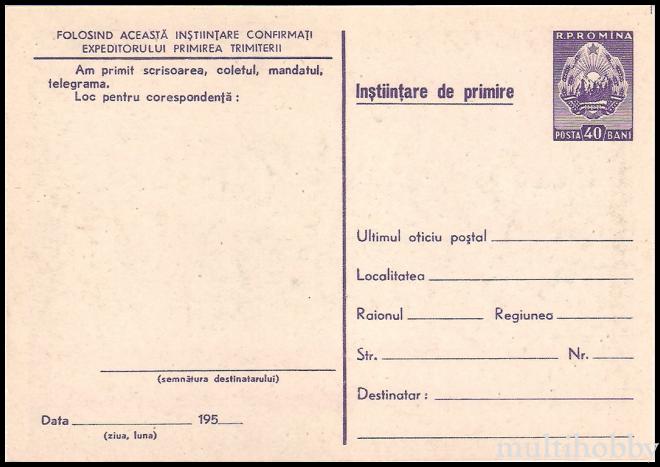 FOLOSIND ACEASTĂ INȘTIINȚARE CONFIRMAȚI
EXPEDITORULUI PRIMIREA TRIMITERII
Am primit scrisoarea, coletul, mandatul,
telegrama.
Loc pentru corespondență :
(semnătura destinatarului)
Data 195
(ziua, luna)
R.P.ROMINA
POSTA 40 BANI
Inștiințare de primire
Ultimul oficiu poștal
Localitatea
Raionul Regiunea
Str. Nr.
Destinatar :
multihobby